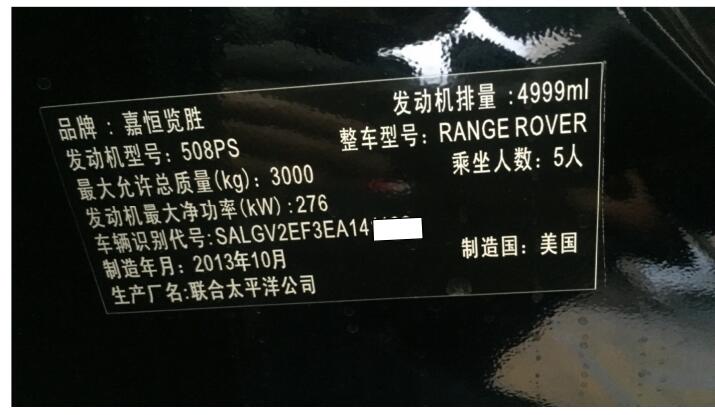 品牌：嘉恒览胜
发动机排量：4999ml
发动机型号：508PS
整车型号：RANGE ROVER
最大允许总质量(kg)：3000
乘坐人数：5人
发动机最大净功率(kW)：276
车辆识别代号：SALGV2EF3EA14
制造年月：2013年10月
制造国：美国
生产厂名：联合太平洋公司